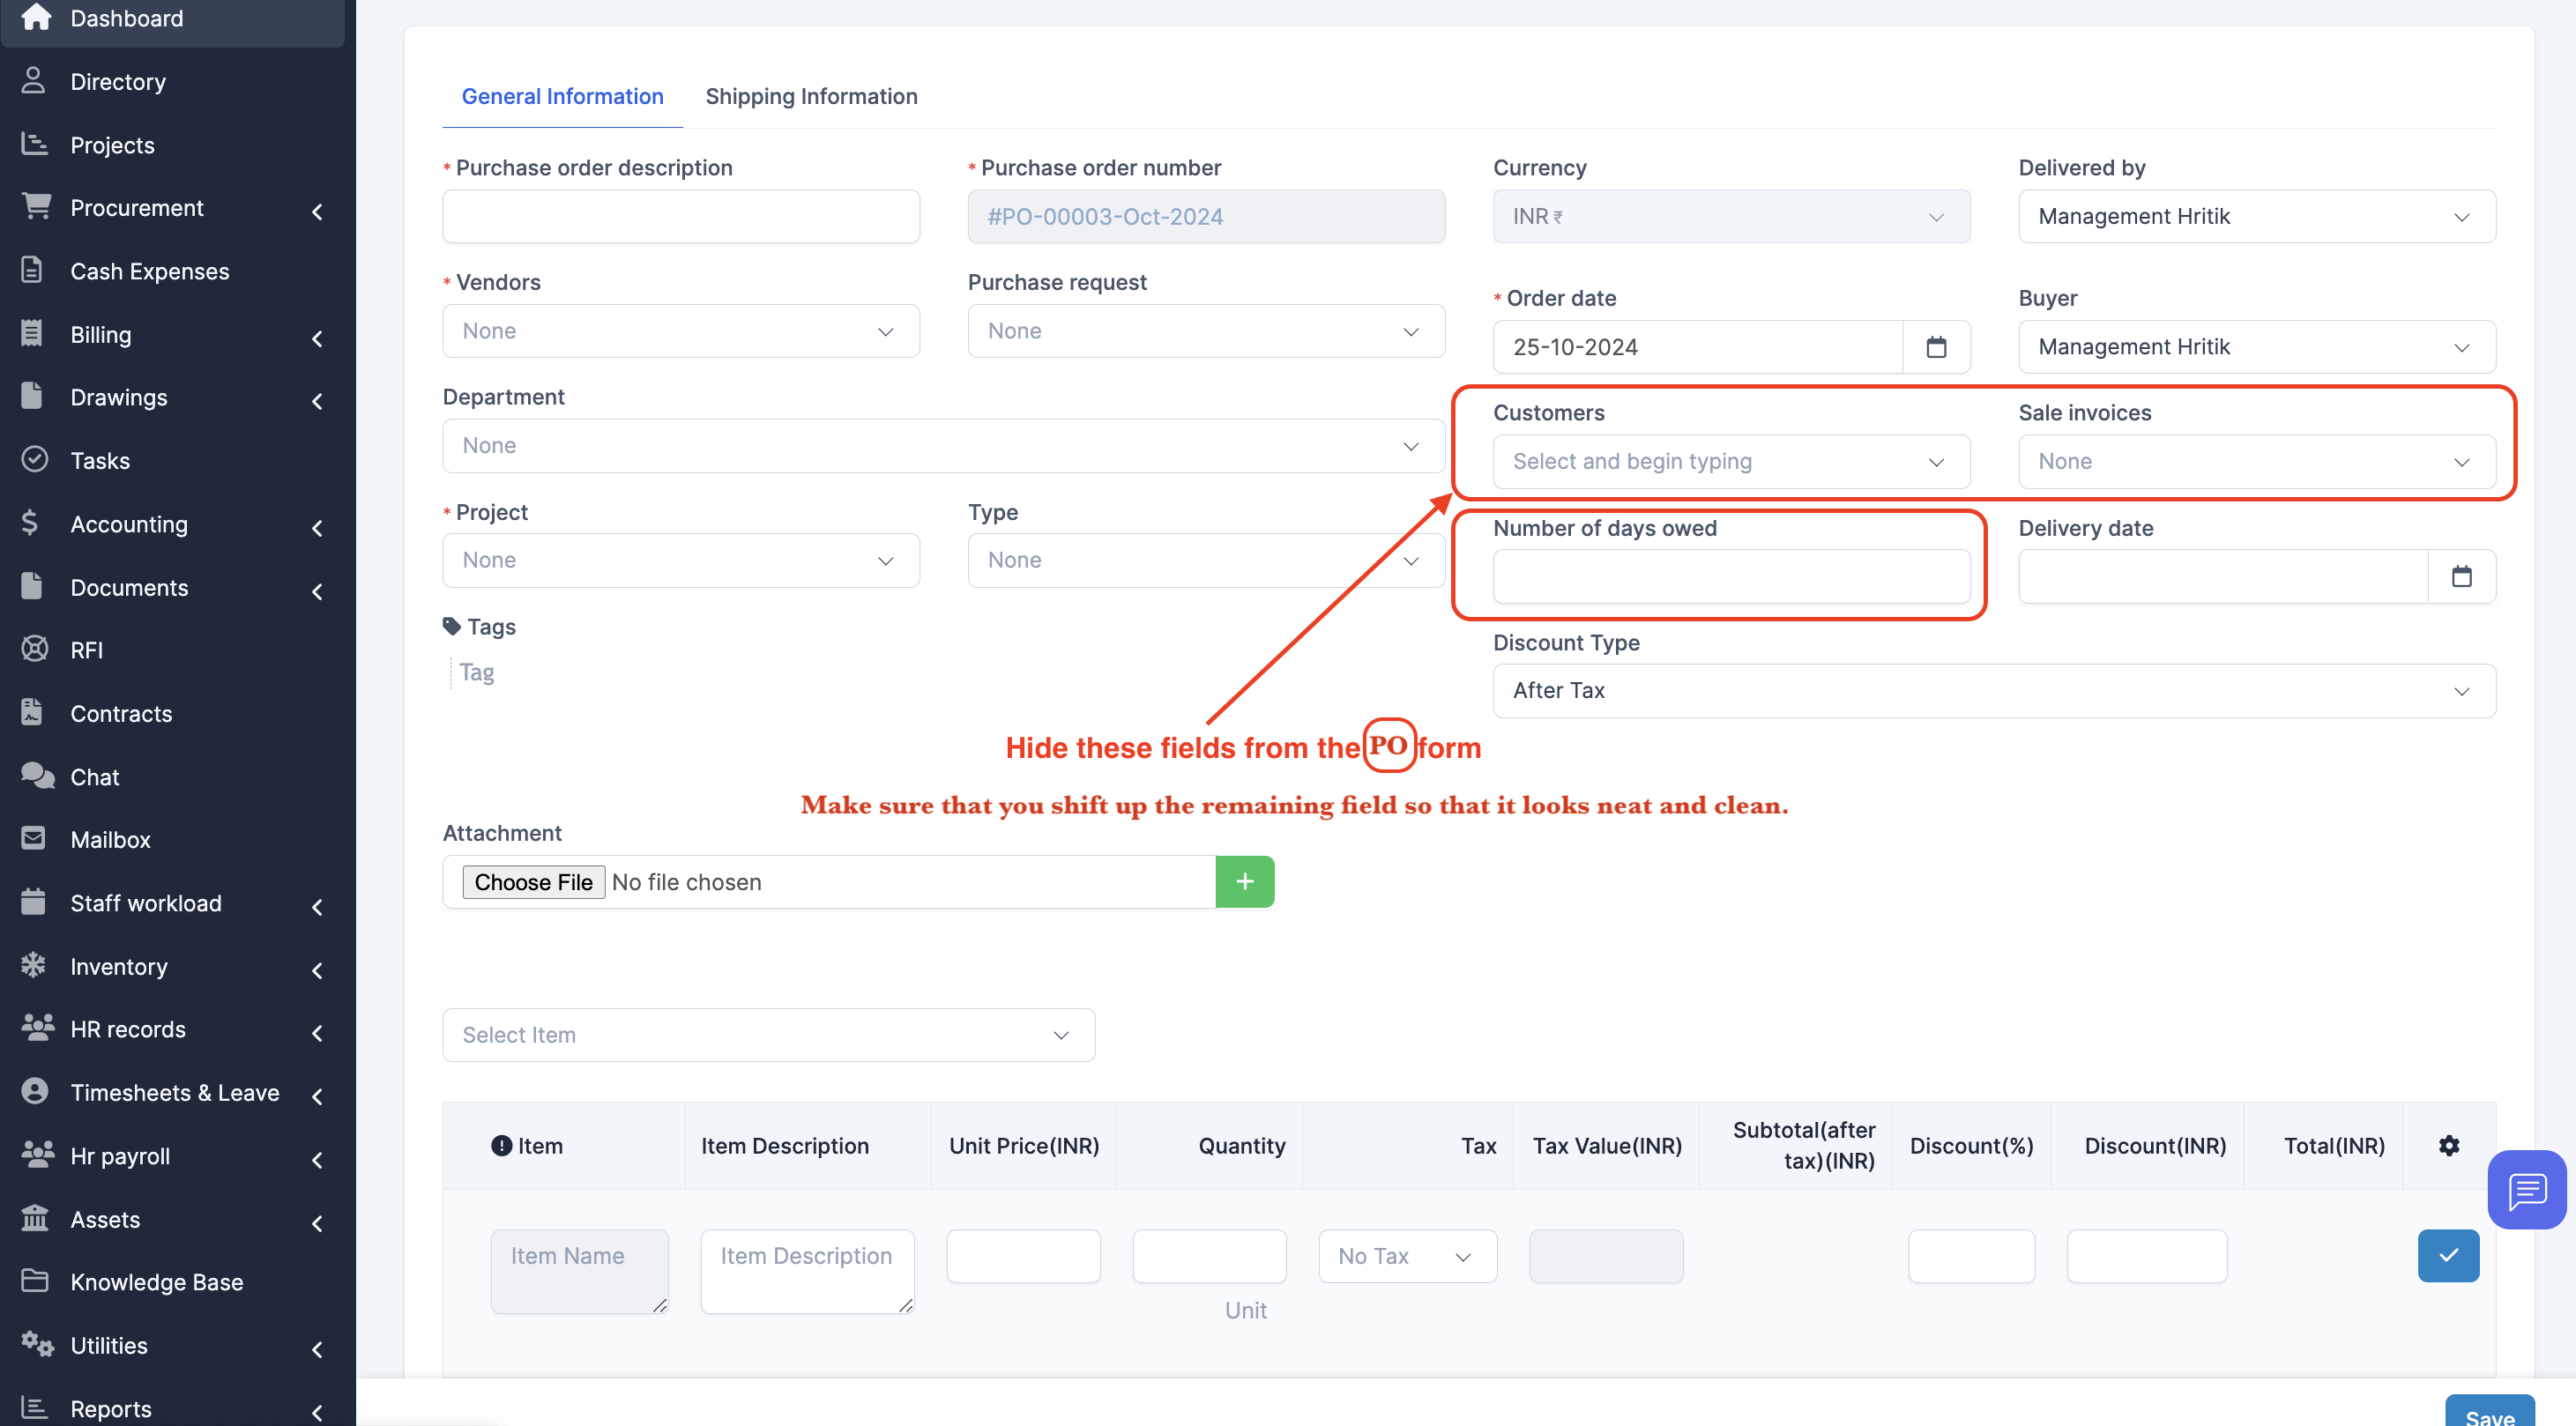 Dashboard
Directory
Projects
Procurement
Cash Expenses
Billing
Drawings
Tasks
Accounting
Documents
RFI
Contracts
Chat
Mailbox
Staff workload
Inventory
HR records
Timesheets & Leave
Hr payroll
Assets
Knowledge Base
Utilities
Reports
General Information Shipping Information
* Purchase order description
* Purchase order number
#PO-00003-Oct-2024
Currency
INR ₹
Delivered by
Management Hritik
* Vendors
None
Purchase request
None
* Order date
25-10-2024
Buyer
Management Hritik
Department
None
Customers
Select and begin typing
Sale invoices
None
* Project
None
Type
None
Number of days owed
Delivery date
Tags
Tag
Discount Type
After Tax
Hide these fields from the PO form
Make sure that you shift up the remaining field so that it looks neat and clean.
Attachment
Choose File No file chosen
+
Select Item
Item Item Description Unit Price(INR) Quantity Tax Tax Value(INR) Subtotal(after
tax)(INR) Discount(%) Discount(INR) Total(INR)
Item Name Item Description No Tax
Unit
Save